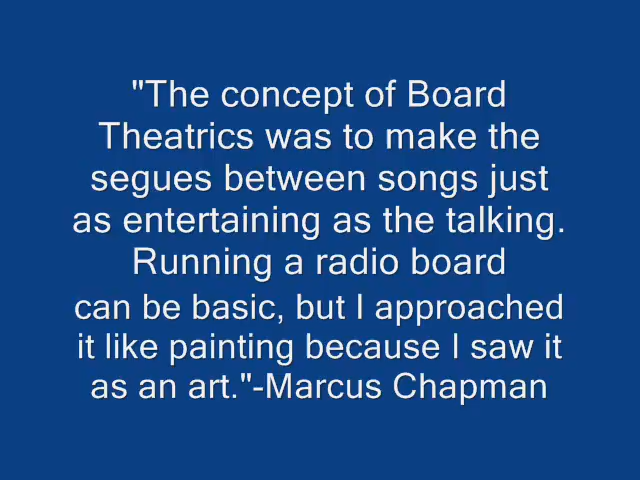 "The concept of Board
Theatrics was to make the
segues between songs just
as entertaining as the talking.
Running a radio board
can be basic, but I approached
it like painting because I saw it
as an art."-Marcus Chapman